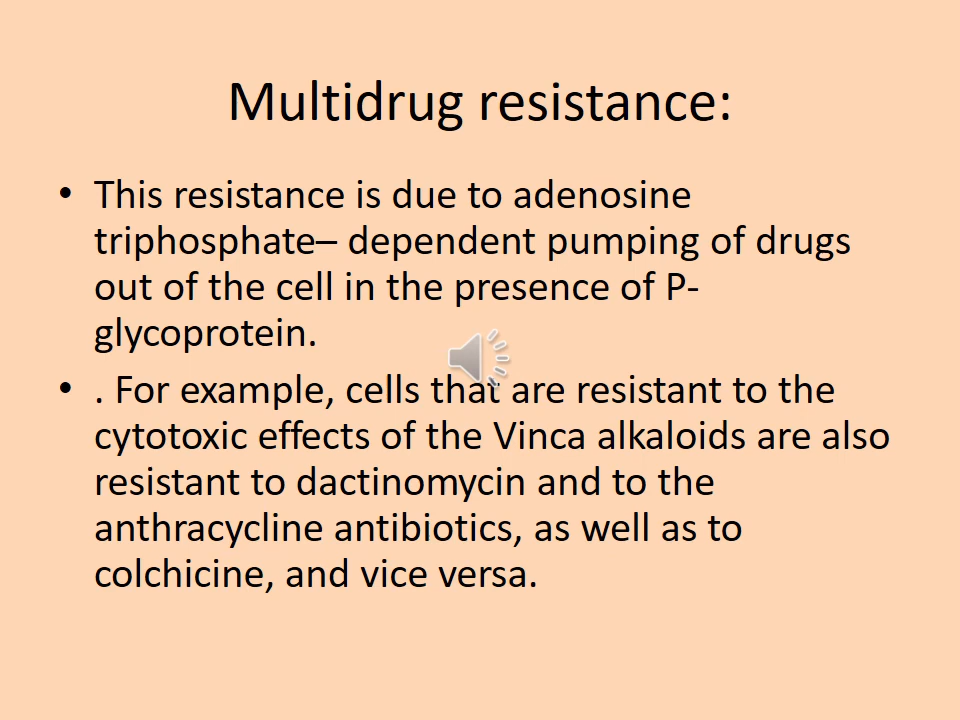 Multidrug resistance:
• This resistance is due to adenosine
triphosphate– dependent pumping of drugs
out of the cell in the presence of P-
glycoprotein.
• . For example, cells that are resistant to the
cytotoxic effects of the Vinca alkaloids are also
resistant to dactinomycin and to the
anthracycline antibiotics, as well as to
colchicine, and vice versa.